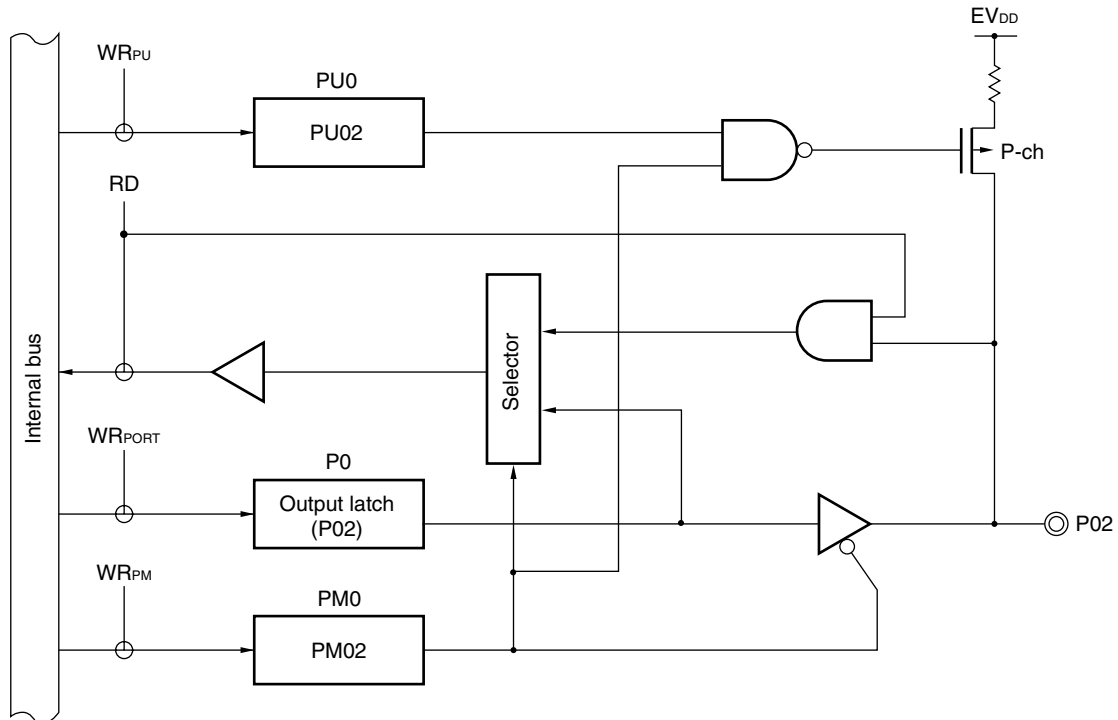 EVDD
WRPU
PU0
PU02
P-ch
RD
Internal bus
Selector
WRPORT
P0
Output latch
(P02)
P02
WRPM
PM0
PM02